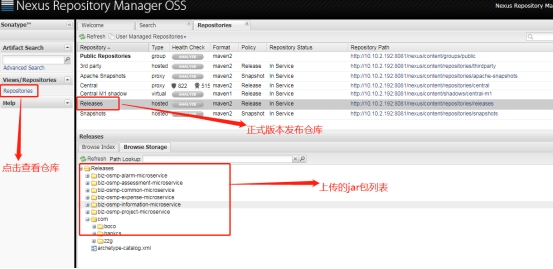 Nexus Repository Manager OSS
Nexus Repository Ma
Sonatype™
Artifact Search
Advanced Search
Views/Repositories
Repositories
Help
Welcome
Search
Repositories
Refresh
User Managed Repositories
Repository
Type
Health Check
Format
Policy
Repository Status
Repository Path
Public Repositories group ANALYZE maven2 http://10.10.2.192:8081/nexus/content/groups/public
3rd party hosted ANALYZE maven2 Release In Service http://10.10.2.192:8081/nexus/content/repositories/thirdparty
Apache Snapshots proxy ANALYZE maven2 Snapshot In Service http://10.10.2.192:8081/nexus/content/repositories/apache-snapshots
Central proxy 822 515 maven2 Release In Service http://10.10.2.192:8081/nexus/content/repositories/central
Central M1 shadow virtual ANALYZE maven1 Release In Service http://10.10.2.192:8081/nexus/content/shadows/central-m1
Releases hosted ANALYZE maven2 Release In Service http://10.10.2.192:8081/nexus/content/repositories/releases
Snapshots hosted ANALYZE maven2 Snapshot In Service http://10.10.2.192:8081/nexus/content/repositories/snapshots
正式版本发布仓库
点击查看仓库
Releases
Browse Index
Browse Storage
Refresh
Path Lookup:
Releases
biz-osmp-alarm-microservice
biz-osmp-assessment-microservice
biz-osmp-common-microservice
biz-osmp-expense-microservice
biz-osmp-information-microservice
biz-osmp-project-microservice
com
boco
zzg
archetype-catalog.xml
上传的jar包列表